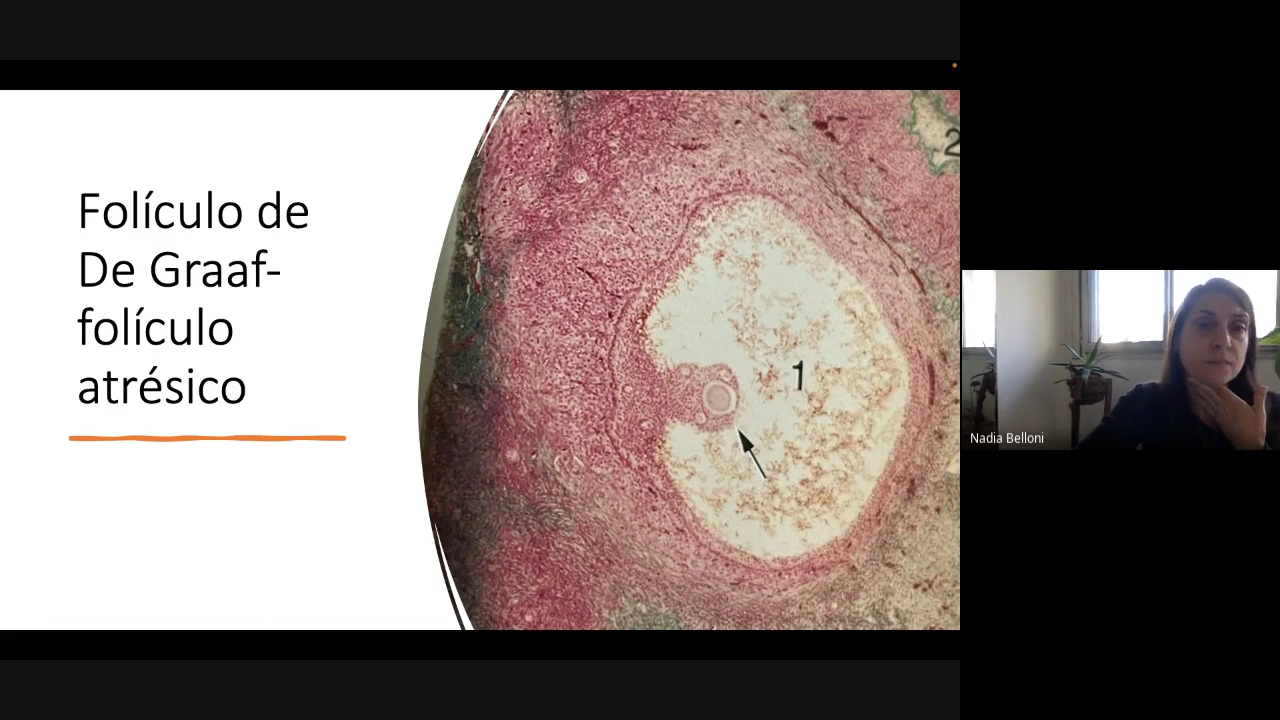 Folículo de
De Graaf-
folículo
atrésico
1
2
Nadia Belloni